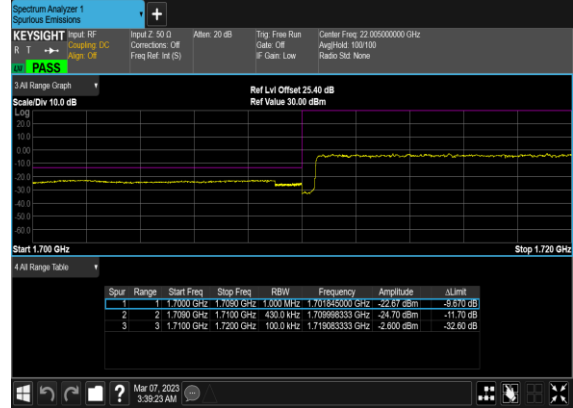 Spectrum Analyzer 1
Spurious Emissions
+
KEYSIGHT Input: RF Input Z: 50 Ω Atten: 20 dB Trig: Free Run Center Freq: 22.005000000 GHz
R T Coupling: DC Corrections: Off Gate: Off Avg|Hold: 100/100
Align: Off Freq Ref: Int (S) IF Gain: Low Radio Std: None
PASS
3 All Range Graph Ref Lvl Offset 25.40 dB
Scale/Div 10.0 dB Ref Value 30.00 dBm
Log
20.0
10.0
0.00
-10.0
-20.0
-30.0
-40.0
-50.0
-60.0
Start 1.700 GHz Stop 1.720 GHz
4 All Range Table
Spur Range Start Freq Stop Freq RBW Frequency Amplitude ΔLimit
1 1 1.7000 GHz 1.7090 GHz 1.000 MHz 1.701845000 GHz -22.67 dBm -9.670 dB
2 2 1.7090 GHz 1.7100 GHz 430.0 kHz 1.709998333 GHz -24.70 dBm -11.70 dB
3 3 1.7100 GHz 1.7200 GHz 100.0 kHz 1.719083333 GHz -2.600 dBm -32.60 dB
? Mar 07, 2023
3:39:23 AM